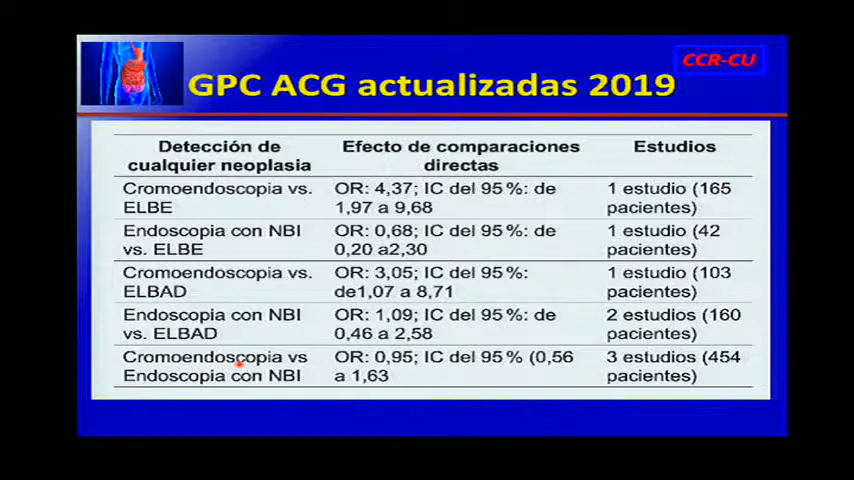 GPC ACG actualizadas 2019
CCR-CU
Detección de cualquier neoplasia
Efecto de comparaciones directas
Estudios
Cromoendoscopia vs.
ELBE
OR: 4,37; IC del 95 %: de
1,97 a 9,68
1 estudio (165
pacientes)
Endoscopia con NBI
vs. ELBE
OR: 0,68; IC del 95 %: de
0,20 a2,30
1 estudio (42
pacientes)
Cromoendoscopia vs.
ELBAD
OR: 3,05; IC del 95 %:
de1,07 a 8,71
1 estudio (103
pacientes)
Endoscopia con NBI
vs. ELBAD
OR: 1,09; IC del 95 %: de
0,46 a 2,58
2 estudios (160
pacientes)
Cromoendoscopia vs
Endoscopia con NBI
OR: 0,95; IC del 95 % (0,56
a 1,63
3 estudios (454
pacientes)